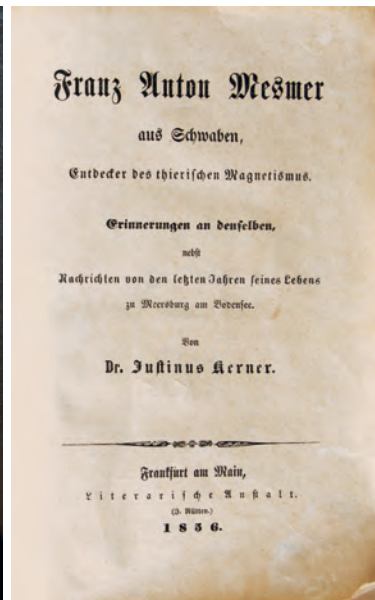 Franz Anton Mesmer
aus Schwaben,
Entdecker des thierischen Magnetismus.
Erinnerungen an denselben,
nebst
Nachrichten von den letzten Jahren seines Lebens
zu Meersburg am Bodensee.
Von
Dr. Justinus Kerner.
Frankfurt am Main,
Literarische Anstalt.
(J. Rütten.)
1856.